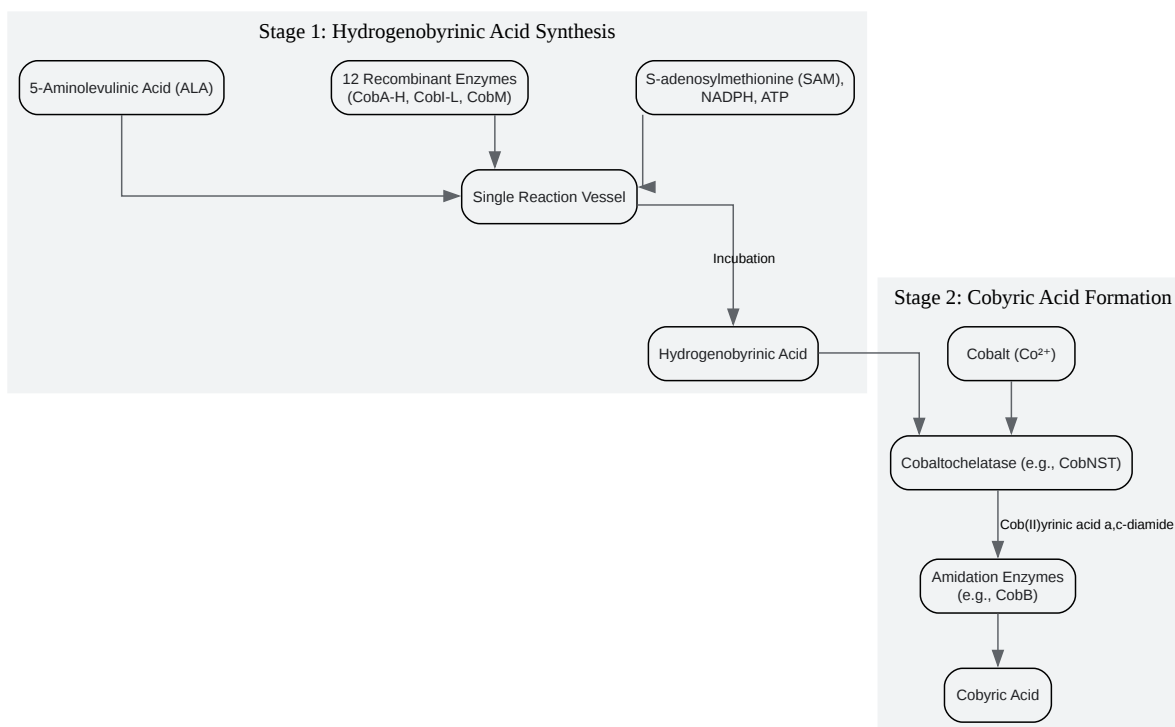 Stage 1: Hydrogenobyrinic Acid Synthesis
5-Aminolevulinic Acid (ALA)
12 Recombinant Enzymes
(CobA-H, CobI-L, CobM)
S-adenosylmethionine (SAM),
NADPH, ATP
Single Reaction Vessel
Incubation
Hydrogenobyrinic Acid
Stage 2: Cobyric Acid Formation
Cobalt (Co²⁺)
Cobaltochelatase (e.g., CobNST)
Cob(II)yrinic acid a,c-diamide
Amidation Enzymes
(e.g., CobB)
Cobyric Acid